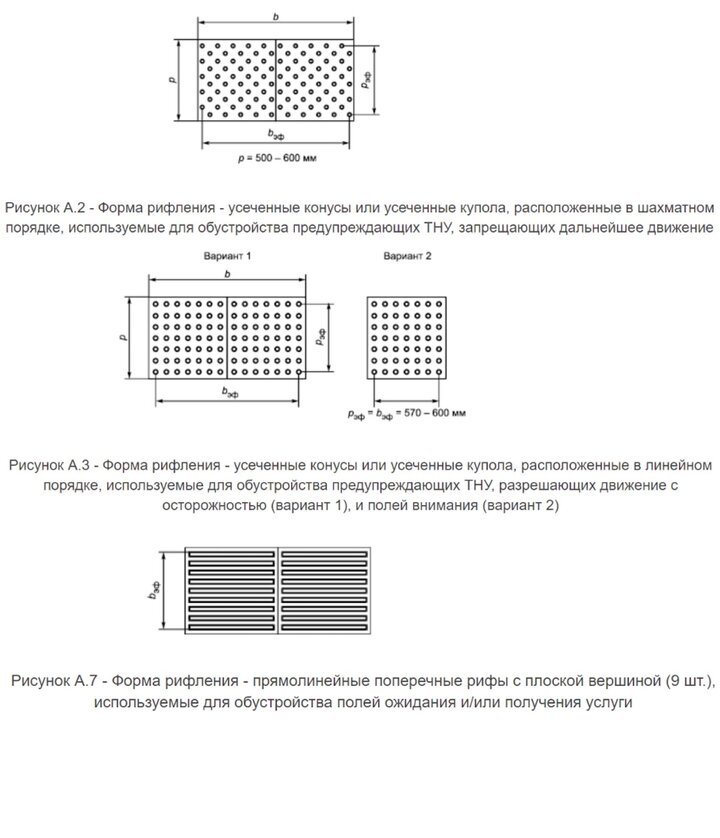 b
p
pэф
bэф
p = 500 – 600 мм
Рисунок А.2 - Форма рифления - усеченные конусы или усеченные купола, расположенные в шахматном
порядке, используемые для обустройства предупреждающих ТНУ, запрещающих дальнейшее движение
Вариант 1
Вариант 2
b
p
pэф
bэф
pэф = bэф = 570 – 600 мм
Рисунок А.3 - Форма рифления - усеченные конусы или усеченные купола, расположенные в линейном
порядке, используемые для обустройства предупреждающих ТНУ, разрешающих движение с
осторожностью (вариант 1), и полей внимания (вариант 2)
bэф
Рисунок А.7 - Форма рифления - прямолинейные поперечные рифы с плоской вершиной (9 шт.),
используемые для обустройства полей ожидания и/или получения услуги